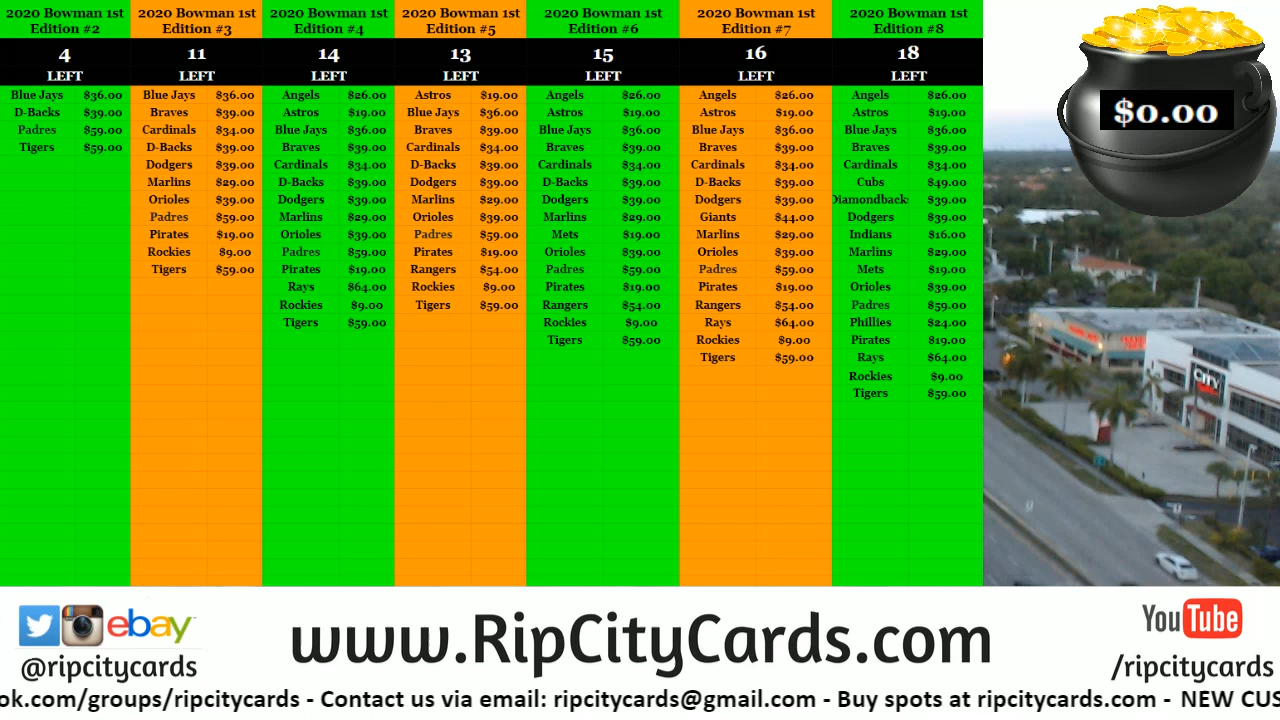 2020 Bowman 1st Edition #2
4
LEFT
Blue Jays $36.00
D-Backs $39.00
Padres $59.00
Tigers $59.00
2020 Bowman 1st Edition #3
11
LEFT
Blue Jays $36.00
Braves $39.00
Cardinals $34.00
D-Backs $39.00
Dodgers $39.00
Marlins $29.00
Orioles $39.00
Padres $59.00
Pirates $19.00
Rockies $9.00
Tigers $59.00
2020 Bowman 1st Edition #4
14
LEFT
Angels $26.00
Astros $19.00
Blue Jays $36.00
Braves $39.00
Cardinals $34.00
D-Backs $39.00
Dodgers $39.00
Marlins $29.00
Orioles $39.00
Padres $59.00
Pirates $19.00
Rays $64.00
Rockies $9.00
Tigers $59.00
2020 Bowman 1st Edition #5
13
LEFT
Astros $19.00
Blue Jays $36.00
Braves $39.00
Cardinals $34.00
D-Backs $39.00
Dodgers $39.00
Marlins $29.00
Orioles $39.00
Padres $59.00
Pirates $19.00
Rangers $54.00
Rockies $9.00
Tigers $59.00
2020 Bowman 1st Edition #6
15
LEFT
Angels $26.00
Astros $19.00
Blue Jays $36.00
Braves $39.00
Cardinals $34.00
D-Backs $39.00
Dodgers $39.00
Marlins $29.00
Mets $19.00
Orioles $39.00
Padres $59.00
Pirates $19.00
Rangers $54.00
Rockies $9.00
Tigers $59.00
2020 Bowman 1st Edition #7
16
LEFT
Angels $26.00
Astros $19.00
Blue Jays $36.00
Braves $39.00
Cardinals $34.00
D-Backs $39.00
Dodgers $39.00
Giants $44.00
Marlins $29.00
Orioles $39.00
Padres $59.00
Pirates $19.00
Rangers $54.00
Rays $64.00
Rockies $9.00
Tigers $59.00
2020 Bowman 1st Edition #8
18
LEFT
Angels $26.00
Astros $19.00
Blue Jays $36.00
Braves $39.00
Cardinals $34.00
Cubs $49.00
Diamondback $39.00
Dodgers $39.00
Indians $16.00
Marlins $29.00
Mets $19.00
Orioles $39.00
Padres $59.00
Phillies $24.00
Pirates $19.00
Rays $64.00
Rockies $9.00
Tigers $59.00
$0.00
CITY
ebay
@ripcitycards
www.RipCityCards.com
YouTube
/ripcitycards
ok.com/groups/ripcitycards - Contact us via email: ripcitycards@gmail.com - Buy spots at ripcitycards.com - NEW CUS